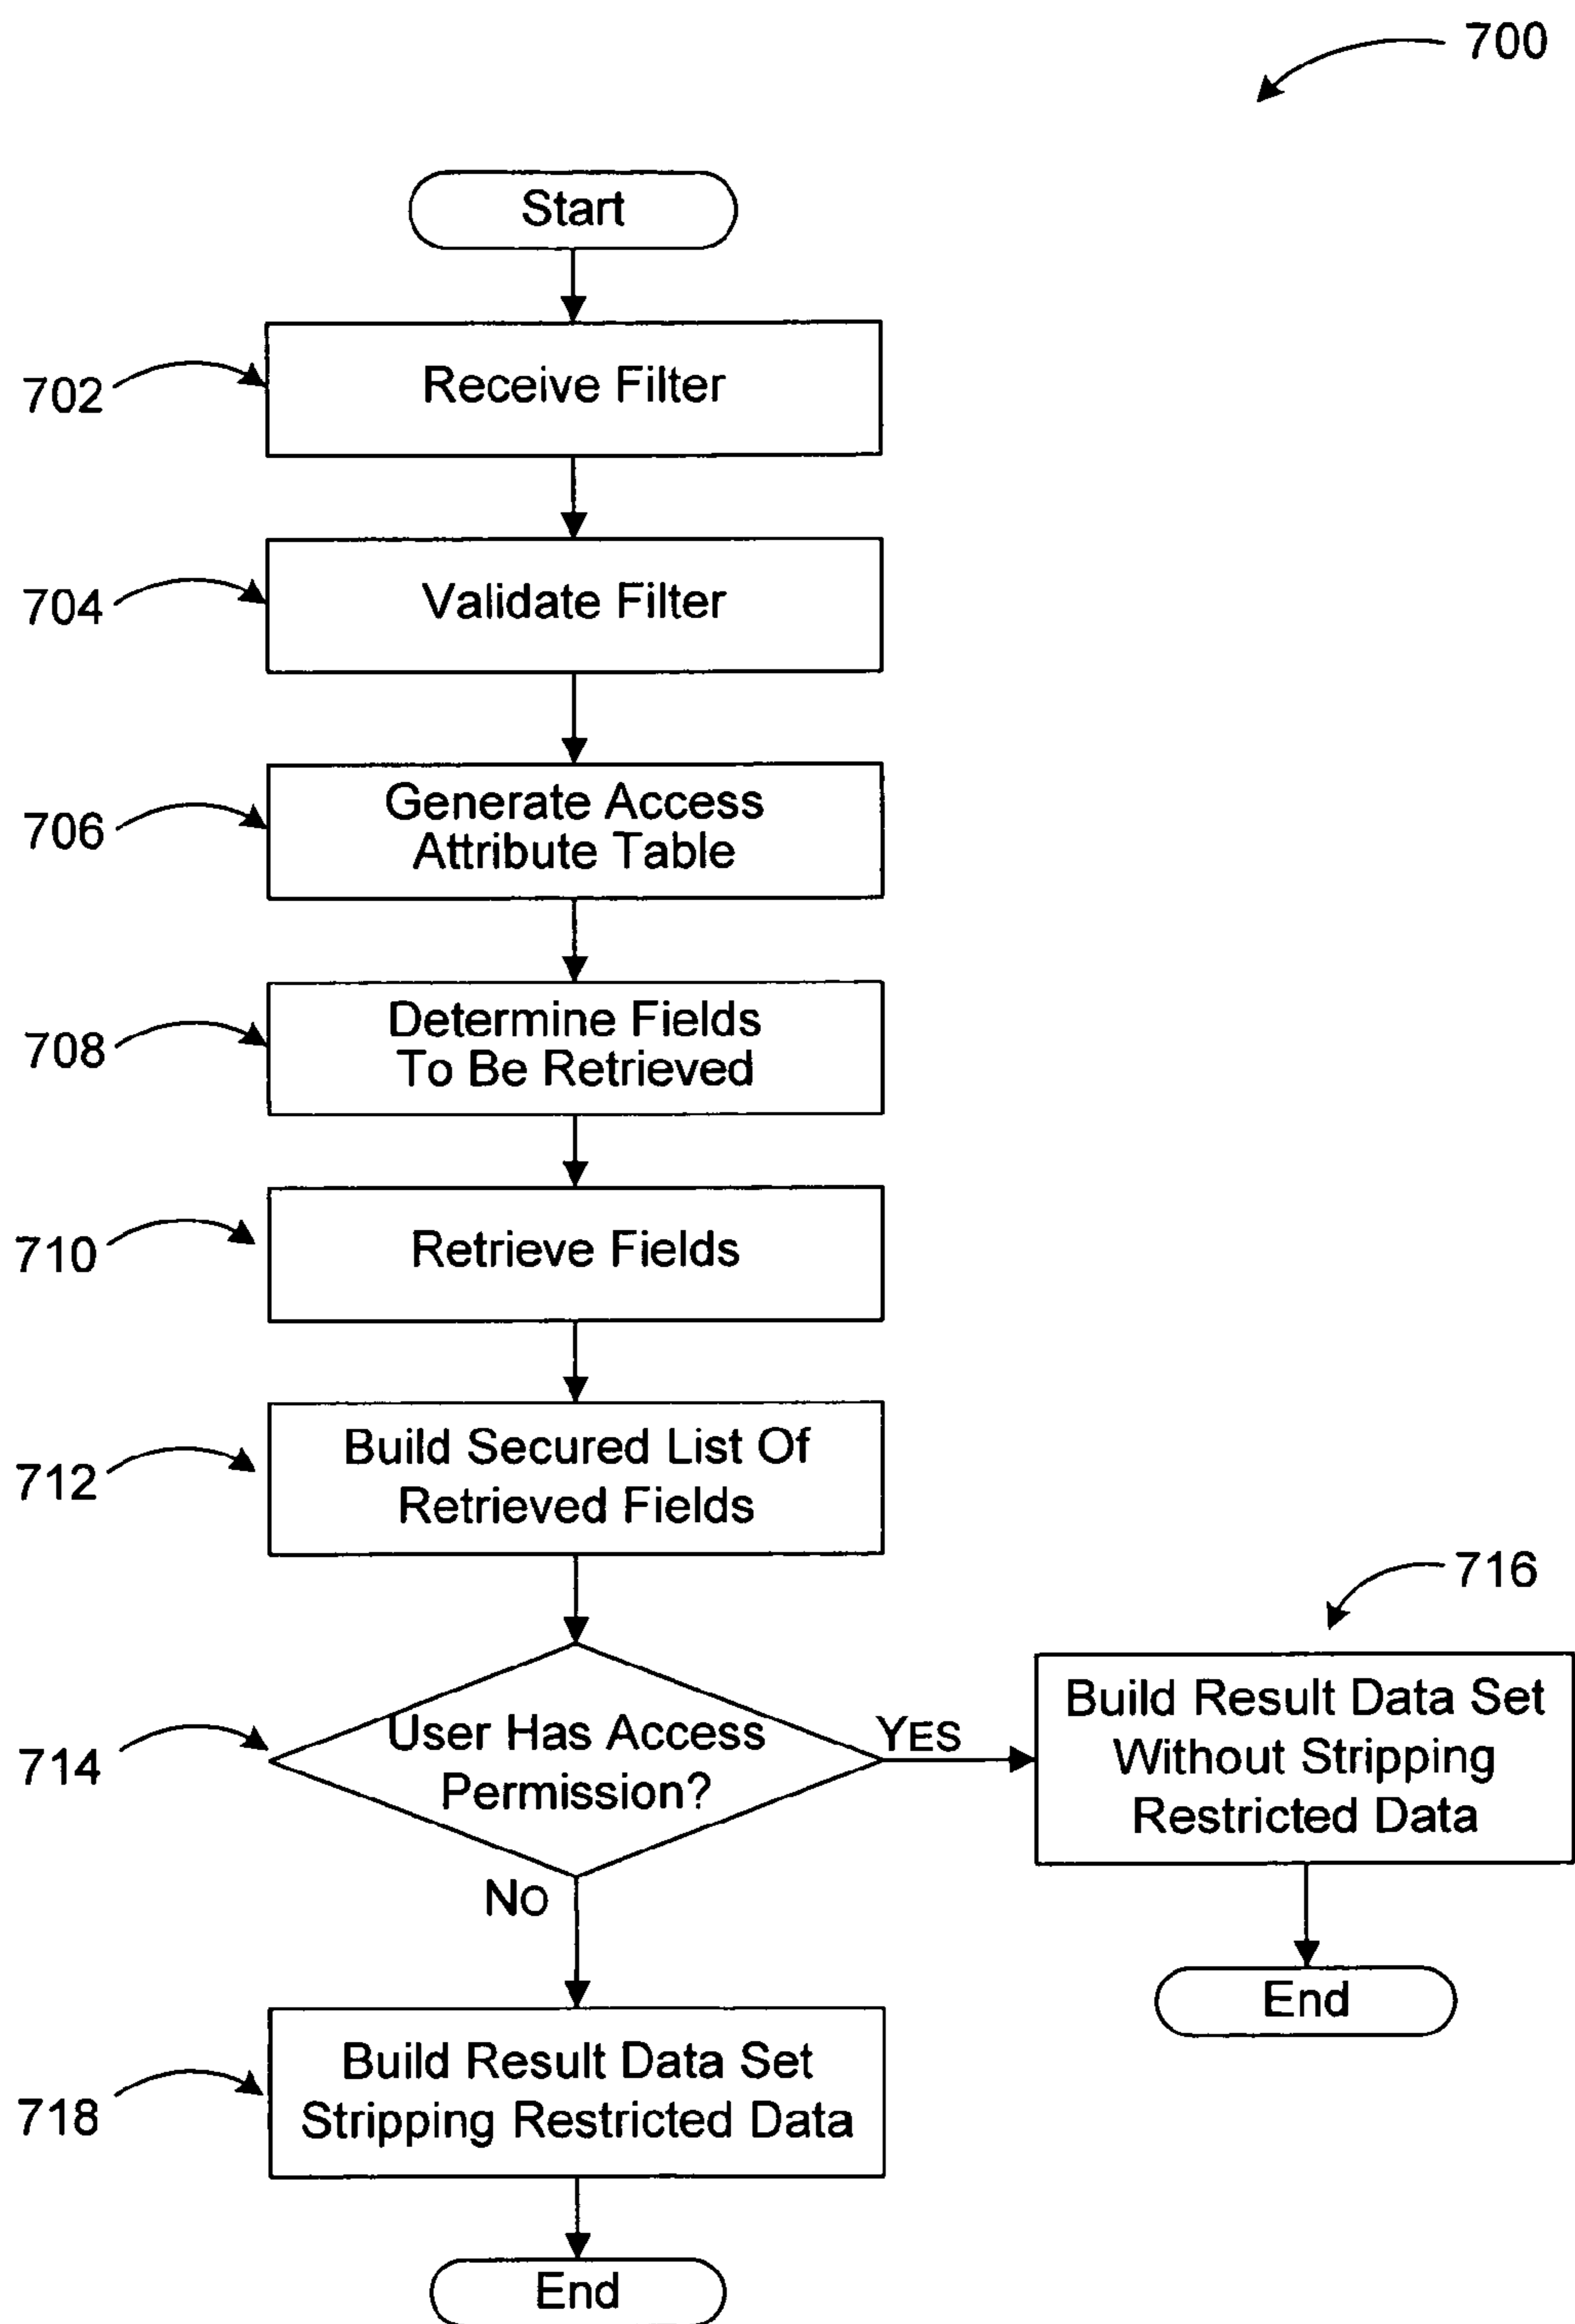 700
Start
702
Receive Filter
704
Validate Filter
706
Generate Access
Attribute Table
708
Determine Fields
To Be Retrieved
710
Retrieve Fields
712
Build Secured List Of
Retrieved Fields
714
User Has Access
Permission?
YES
716
Build Result Data Set
Without Stripping
Restricted Data
End
NO
718
Build Result Data Set
Stripping Restricted Data
End